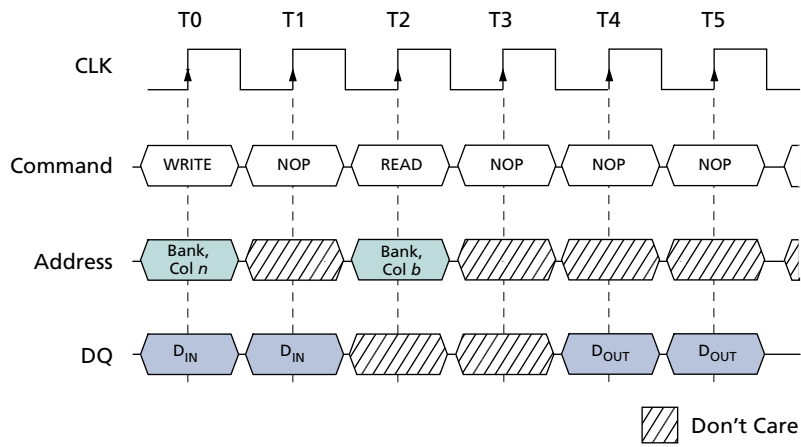 T0 T1 T2 T3 T4 T5
CLK
Command WRITE NOP READ NOP NOP NOP
Address Bank, Col n Bank, Col b
DQ DIN DIN DOUT DOUT
Don't Care